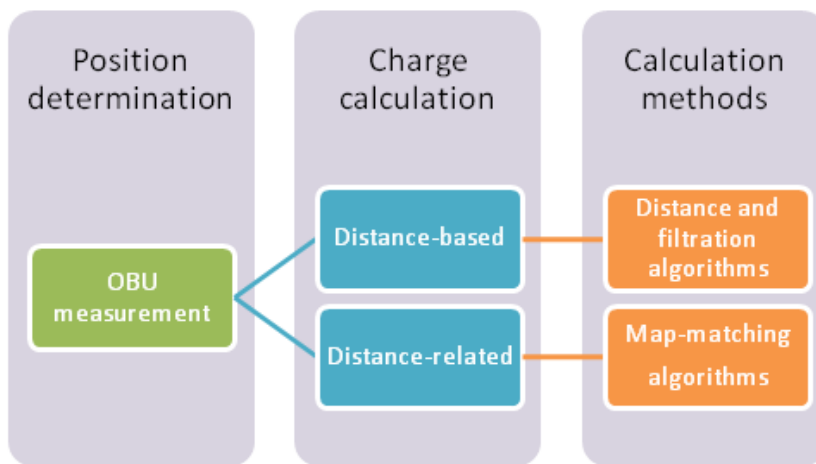 Position
determination
Charge
calculation
Calculation
methods
OBU
measurement
Distance-based
Distance-related
Distance and
filtration
algorithms
Map-matching
algorithms